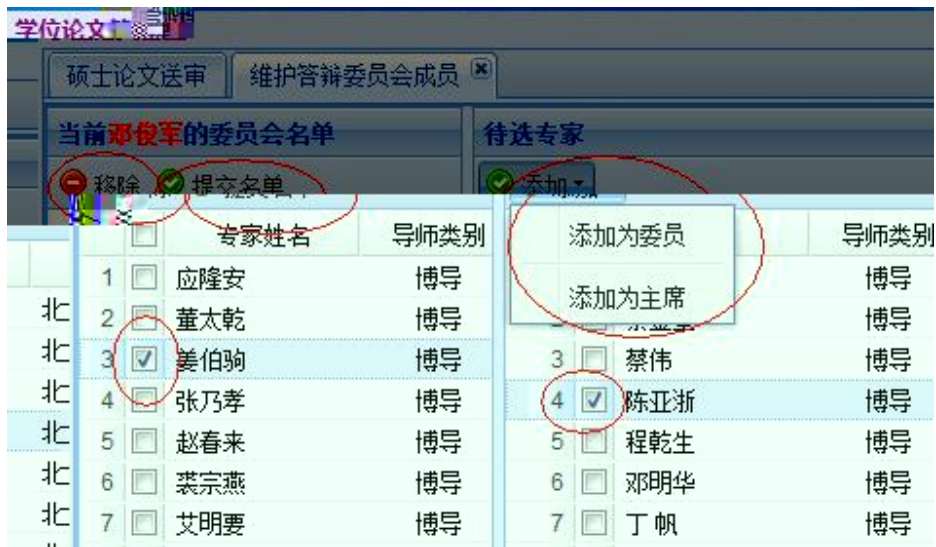 学位论文
硕士论文送审 维护答辩委员会成员
当前邓俊军的委员会名单 待选专家
移除 提交名单 添加
专家姓名 导师类别 添加为委员 导师类别
1 应隆安 博导 添加为主席 博导
北 2 董太乾 博导 博导
北 3 姜伯驹 博导 3 蔡伟 博导
北 4 张乃孝 博导 4 陈亚浙 博导
北 5 赵春来 博导 5 程乾生 博导
北 6 裘宗燕 博导 6 邓明华 博导
北 7 艾明要 博导 7 丁帆 博导